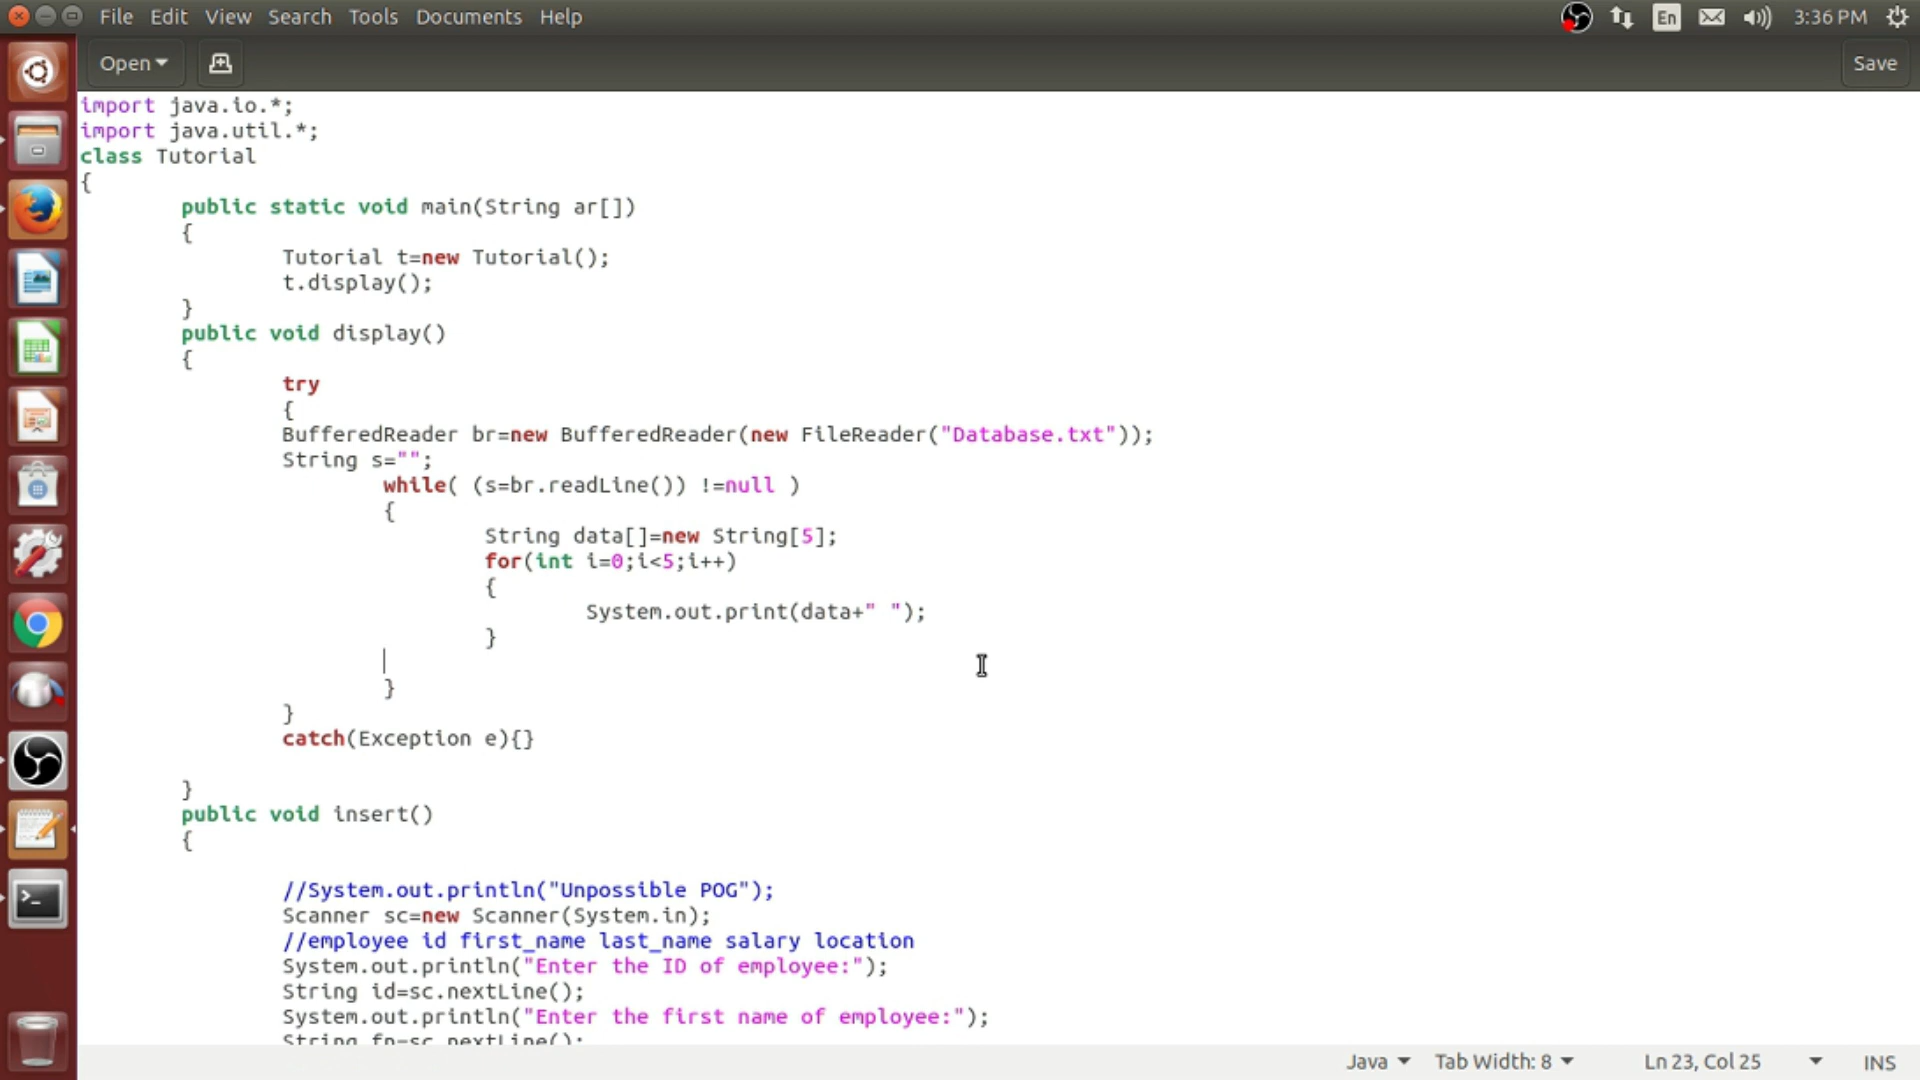 File Edit View Search Tools Documents Help
En 3:36 PM
Open Save
import java.io.*;
import java.util.*;
class Tutorial
{
public static void main(String ar[])
{
Tutorial t=new Tutorial();
t.display();
}
public void display()
{
try
{
BufferedReader br=new BufferedReader(new FileReader("Database.txt"));
String s="";
while( (s=br.readLine()) !=null )
{
String data[]=new String[5];
for(int i=0;i<5;i++)
{
System.out.print(data+" ");
}
}
}
catch(Exception e){}
}
public void insert()
{
//System.out.println("Unpossible POG");
Scanner sc=new Scanner(System.in);
//employee id first_name last_name salary location
System.out.println("Enter the ID of employee:");
String id=sc.nextLine();
System.out.println("Enter the first name of employee:");
String fn=sc.nextLine();
Java Tab Width: 8 Ln 23, Col 25 INS